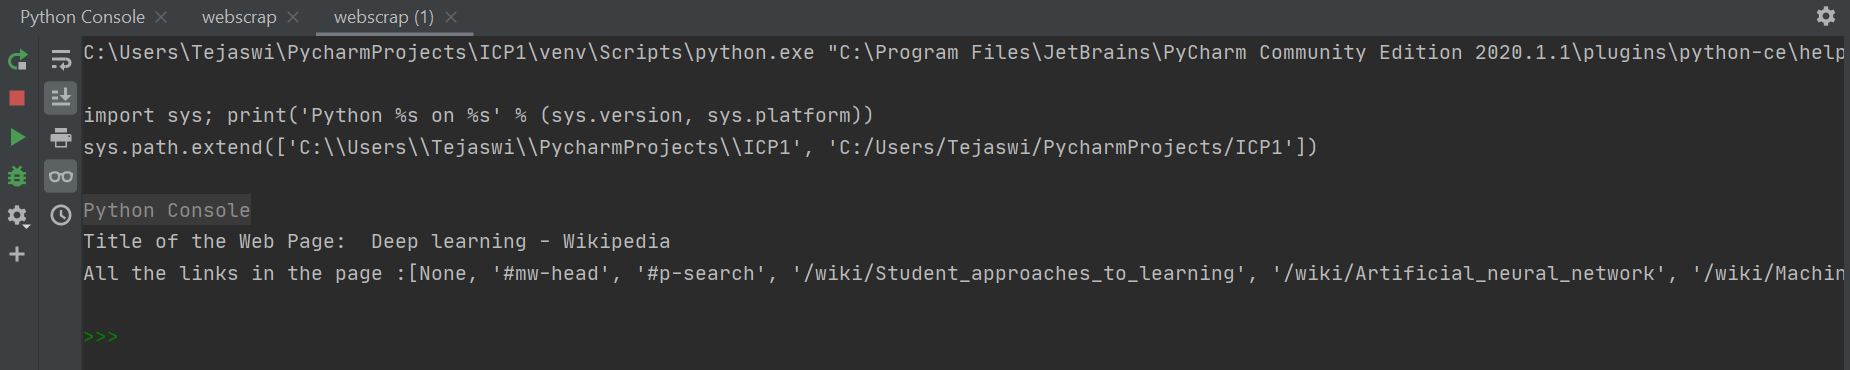 Python Console webscrap webscrap (1)
C:\Users\Tejaswi\PycharmProjects\ICP1\venv\Scripts\python.exe "C:\Program Files\JetBrains\PyCharm Community Edition 2020.1.1\plugins\python-ce\help
import sys; print('Python %s on %s' % (sys.version, sys.platform))
sys.path.extend(['C:\\Users\\Tejaswi\\PycharmProjects\\ICP1', 'C:/Users/Tejaswi/PycharmProjects/ICP1'])
Python Console
Title of the Web Page:  Deep learning - Wikipedia
All the links in the page :[None, '#mw-head', '#p-search', '/wiki/Student_approaches_to_learning', '/wiki/Artificial_neural_network', '/wiki/Machin
>>>